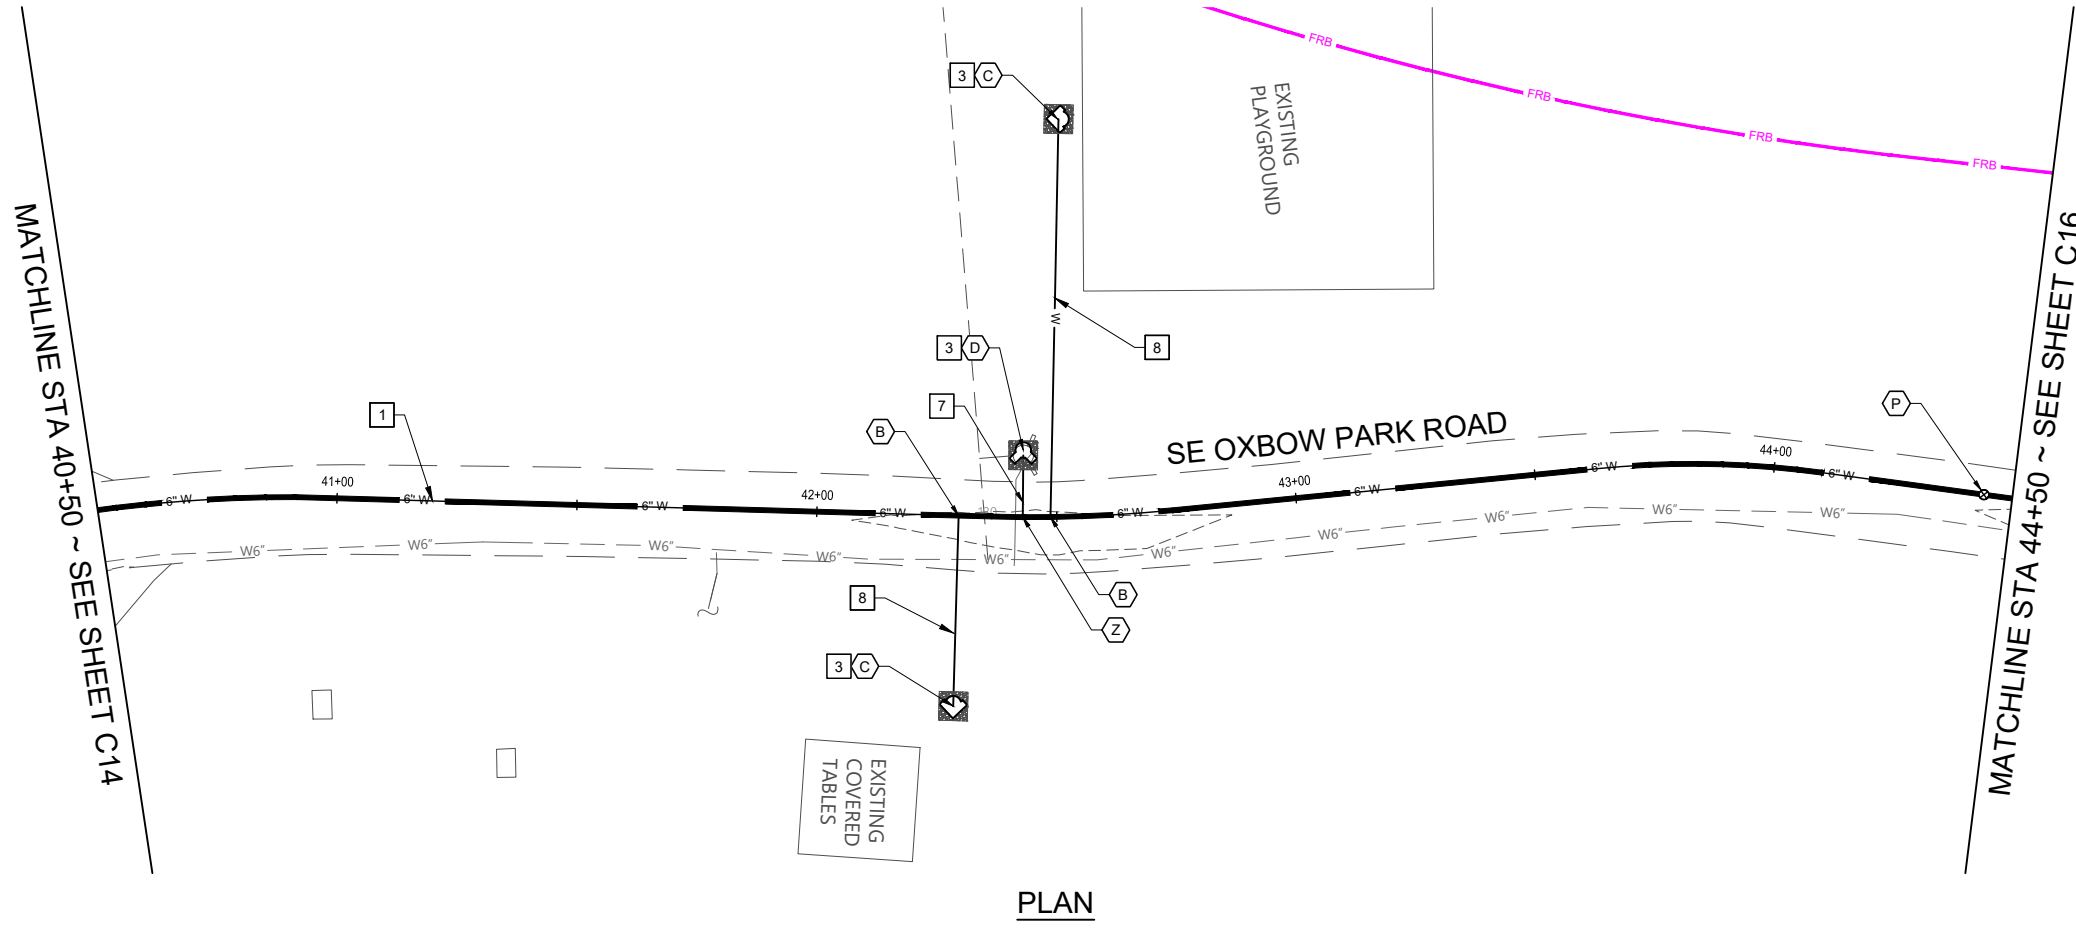 FRB
FRB
FRB
FRB
3
C
EXISTING
PLAYGROUND
MATCHLINE STA 40+50 ~ SEE SHEET C14
MATCHLINE STA 44+50 ~ SEE SHEET C16
W
8
3
D
7
1
B
P
SE OXBOW PARK ROAD
41+00
42+00
43+00
44+00
6" W
6" W
6" W
6" W
6" W
6" W
6" W
6" W
W6"
W6"
W6"
W6"
W6"
W6"
W6"
W6"
W6"
W6"
8
B
Z
3
C
EXISTING
COVERED
TABLES
PLAN